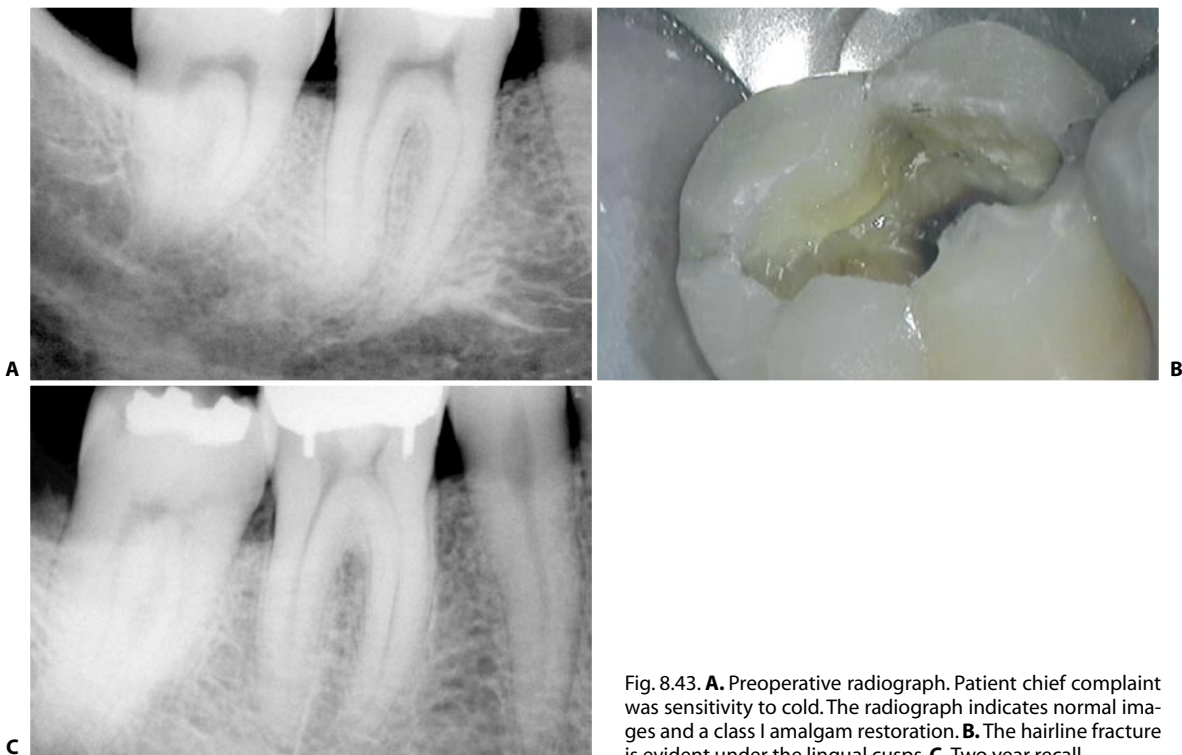 A
B
C
Fig. 8.43. A. Preoperative radiograph. Patient chief complaint
was sensitivity to cold. The radiograph indicates normal ima-
ges and a class I amalgam restoration. B. The hairline fracture
is evident under the lingual cusps. C. Two year recall.